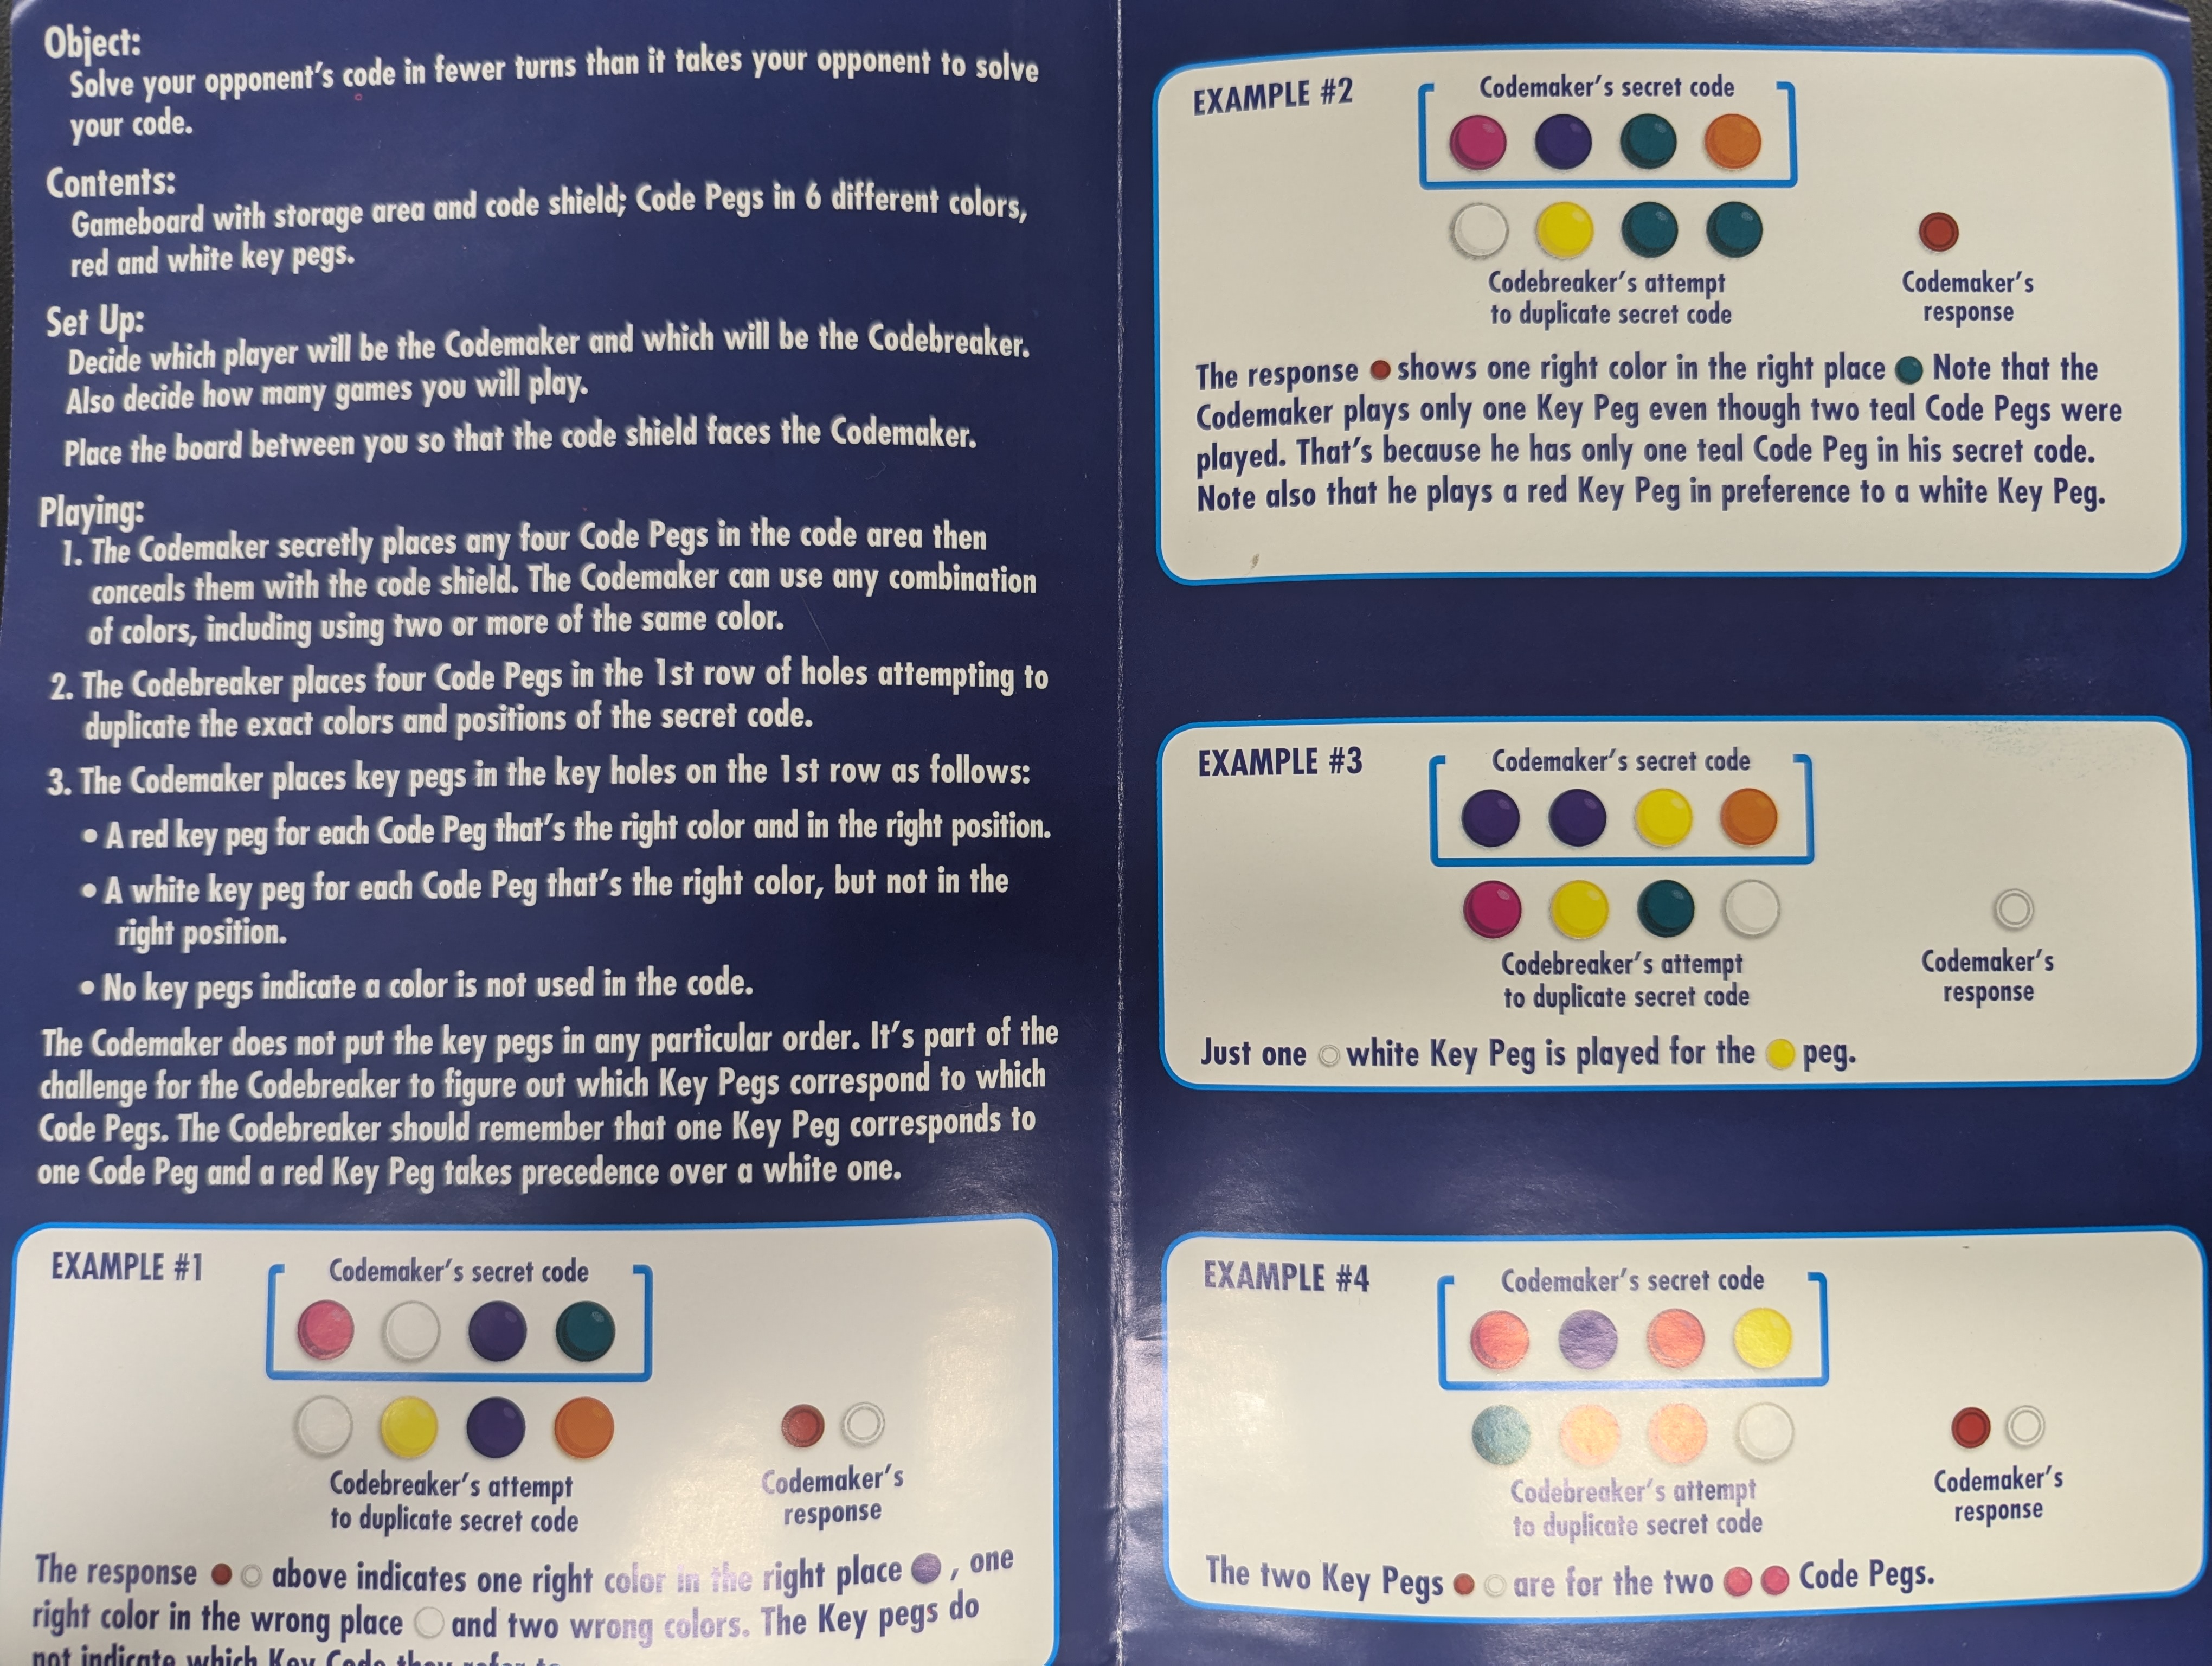 Object:
Solve your opponent's code in fewer turns than it takes your opponent to solve
your code.
Contents:
Gameboard with storage area and code shield; Code Pegs in 6 different colors,
red and white key pegs.
Set Up:
Decide which player will be the Codemaker and which will be the Codebreaker.
Also decide how many games you will play.
Place the board between you so that the code shield faces the Codemaker.
Playing:
1. The Codemaker secretly places any four Code Pegs in the code area then
conceals them with the code shield. The Codemaker can use any combination
of colors, including using two or more of the same color.
2. The Codebreaker places four Code Pegs in the 1st row of holes attempting to
duplicate the exact colors and positions of the secret code.
3. The Codemaker places key pegs in the key holes on the 1st row as follows:
• A red key peg for each Code Peg that's the right color and in the right position.
• A white key peg for each Code Peg that's the right color, but not in the
right position.
• No key pegs indicate a color is not used in the code.
The Codemaker does not put the key pegs in any particular order. It's part of the
challenge for the Codebreaker to figure out which Key Pegs correspond to which
Code Pegs. The Codebreaker should remember that one Key Peg corresponds to
one Code Peg and a red Key Peg takes precedence over a white one.
EXAMPLE #1
Codemaker's secret code
Codebreaker's attempt
to duplicate secret code
Codemaker's
response
The response above indicates one right color in the right place , one
right color in the wrong place and two wrong colors. The Key pegs do
not indicate which Key Code they refer to
EXAMPLE #2
Codemaker's secret code
Codebreaker's attempt
to duplicate secret code
Codemaker's
response
The response shows one right color in the right place Note that the
Codemaker plays only one Key Peg even though two teal Code Pegs were
played. That's because he has only one teal Code Peg in his secret code.
Note also that he plays a red Key Peg in preference to a white Key Peg.
EXAMPLE #3
Codemaker's secret code
Codebreaker's attempt
to duplicate secret code
Codemaker's
response
Just one white Key Peg is played for the peg.
EXAMPLE #4
Codemaker's secret code
Codebreaker's attempt
to duplicate secret code
Codemaker's
response
The two Key Pegs are for the two Code Pegs.